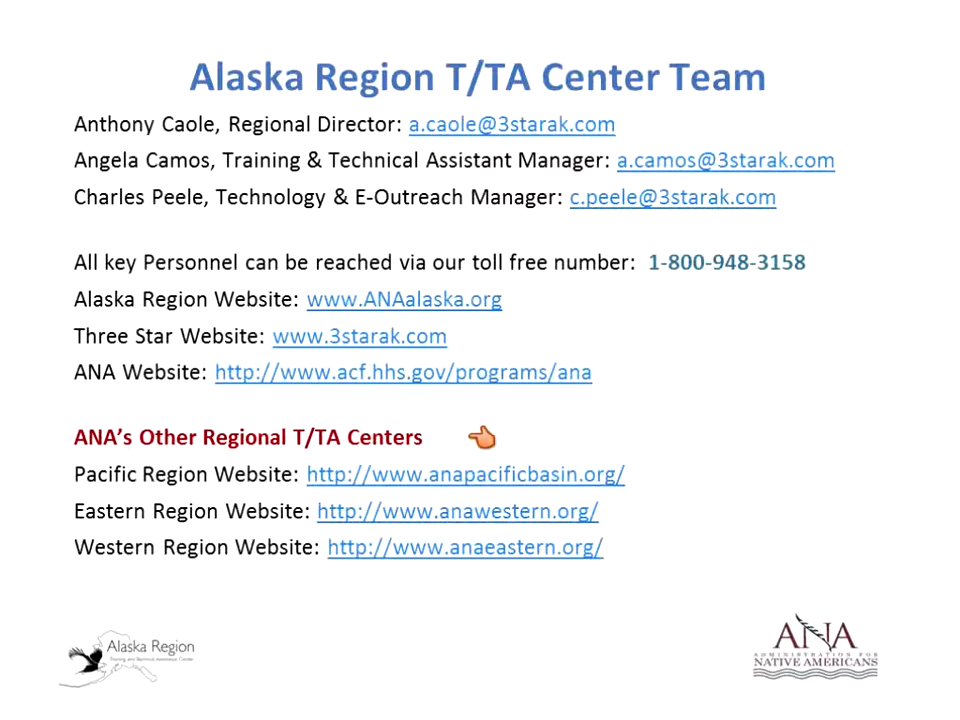 Alaska Region T/TA Center Team
Anthony Caole, Regional Director: a.caole@3starak.com
Angela Camos, Training & Technical Assistant Manager: a.camos@3starak.com
Charles Peele, Technology & E-Outreach Manager: c.peele@3starak.com
All key Personnel can be reached via our toll free number: 1-800-948-3158
Alaska Region Website: www.ANAalaska.org
Three Star Website: www.3starak.com
ANA Website: http://www.acf.hhs.gov/programs/ana
ANA’s Other Regional T/TA Centers
Pacific Region Website: http://www.anapacificbasin.org/
Eastern Region Website: http://www.anawestern.org/
Western Region Website: http://www.anaeastern.org/
Alaska Region
Training and Technical Assistance Center
ANA
ADMINISTRATION FOR
NATIVE AMERICANS